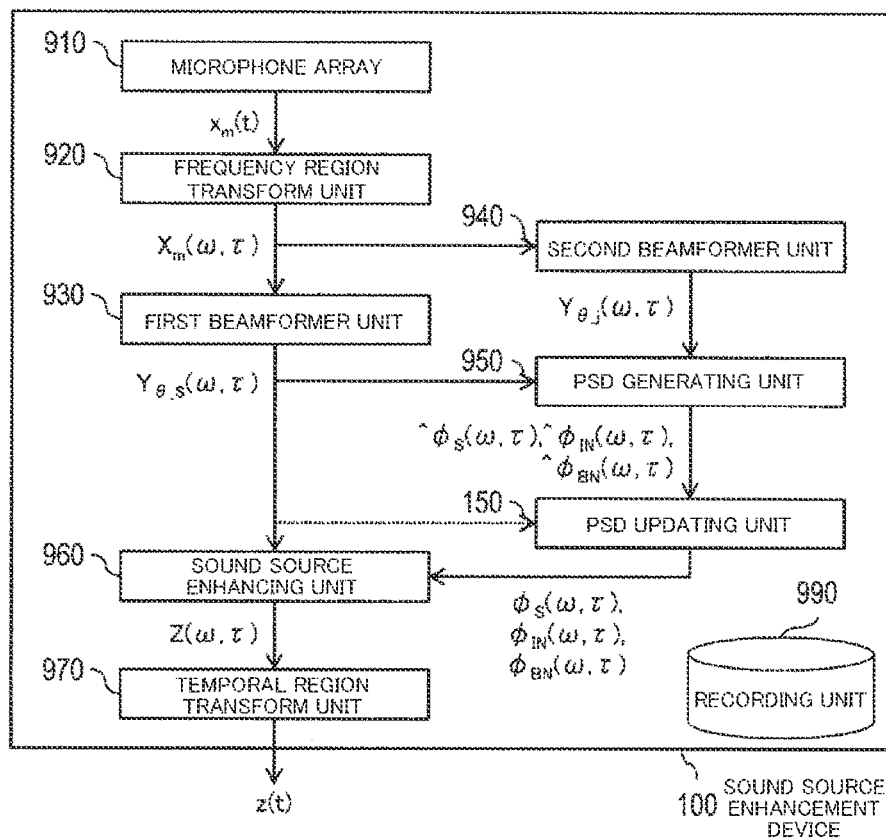 910
MICROPHONE ARRAY
xₘ(t)
920
FREQUENCY REGION
TRANSFORM UNIT
940
Xₘ(ω, τ)
SECOND BEAMFORMER UNIT
930
FIRST BEAMFORMER UNIT
Y_θ_j(ω, τ)
950
Y_θ_S(ω, τ)
PSD GENERATING UNIT
^ϕ_S(ω, τ),^ϕ_IN(ω, τ),
^ϕ_BN(ω, τ)
150
PSD UPDATING UNIT
960
SOUND SOURCE
ENHANCING UNIT
ϕ_S(ω, τ),
ϕ_IN(ω, τ),
ϕ_BN(ω, τ)
990
Z(ω, τ)
970
TEMPORAL REGION
TRANSFORM UNIT
RECORDING UNIT
z(t)
100 SOUND SOURCE
ENHANCEMENT
DEVICE